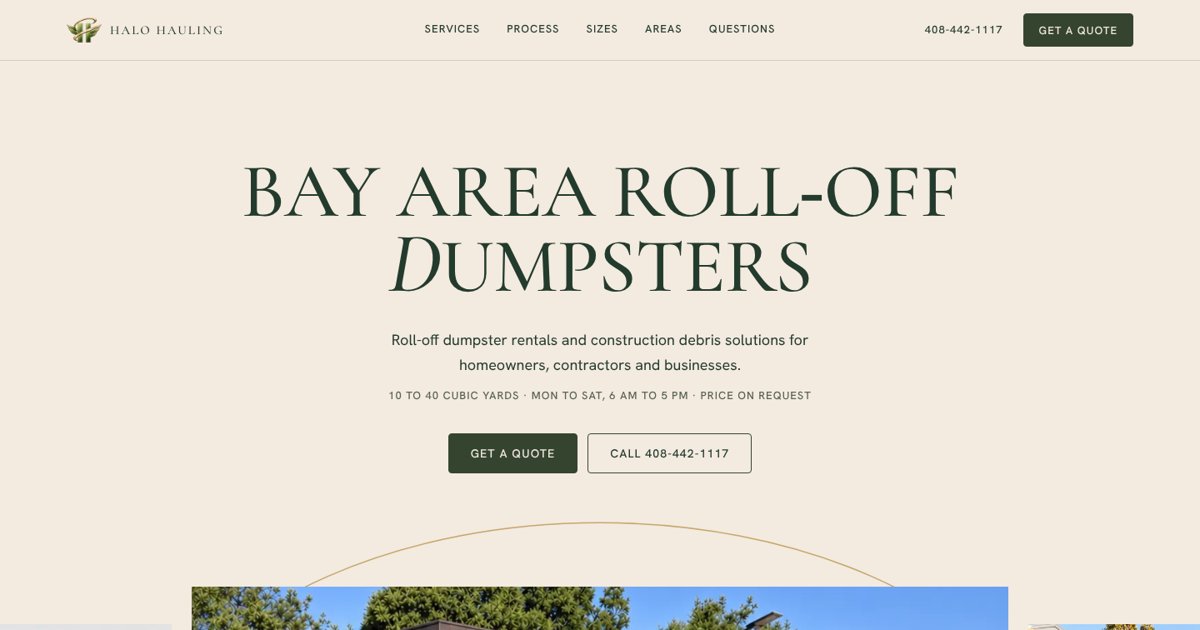 HALO HAULING
SERVICES
PROCESS
SIZES
AREAS
QUESTIONS
408-442-1117
GET A QUOTE
BAY AREA ROLL-OFF
DUMPSTERS
Roll-off dumpster rentals and construction debris solutions for
homeowners, contractors and businesses.
10 TO 40 CUBIC YARDS · MON TO SAT, 6 AM TO 5 PM · PRICE ON REQUEST
GET A QUOTE
CALL 408-442-1117